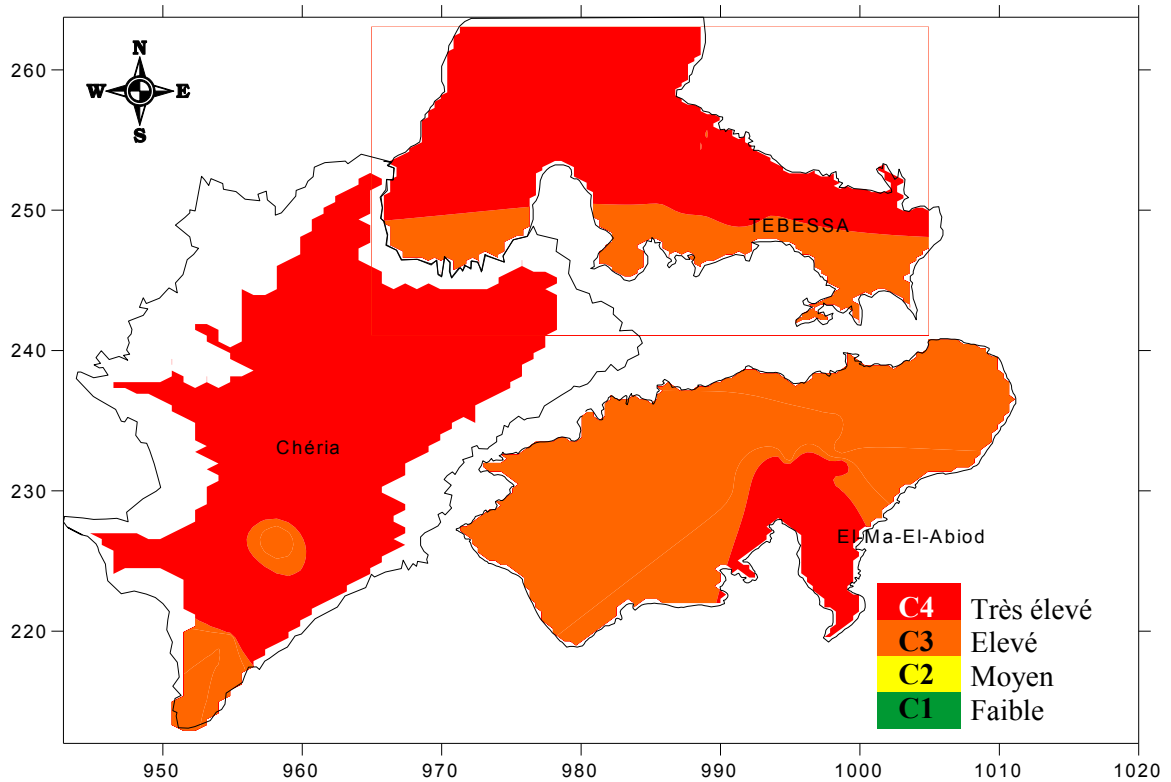 N
W E
S
260
250
240
230
220
TEBESSA
Chéria
El-Ma-El-Abiod
C4 Très élevé
C3 Elevé
C2 Moyen
C1 Faible
950 960 970 980 990 1000 1010 1020